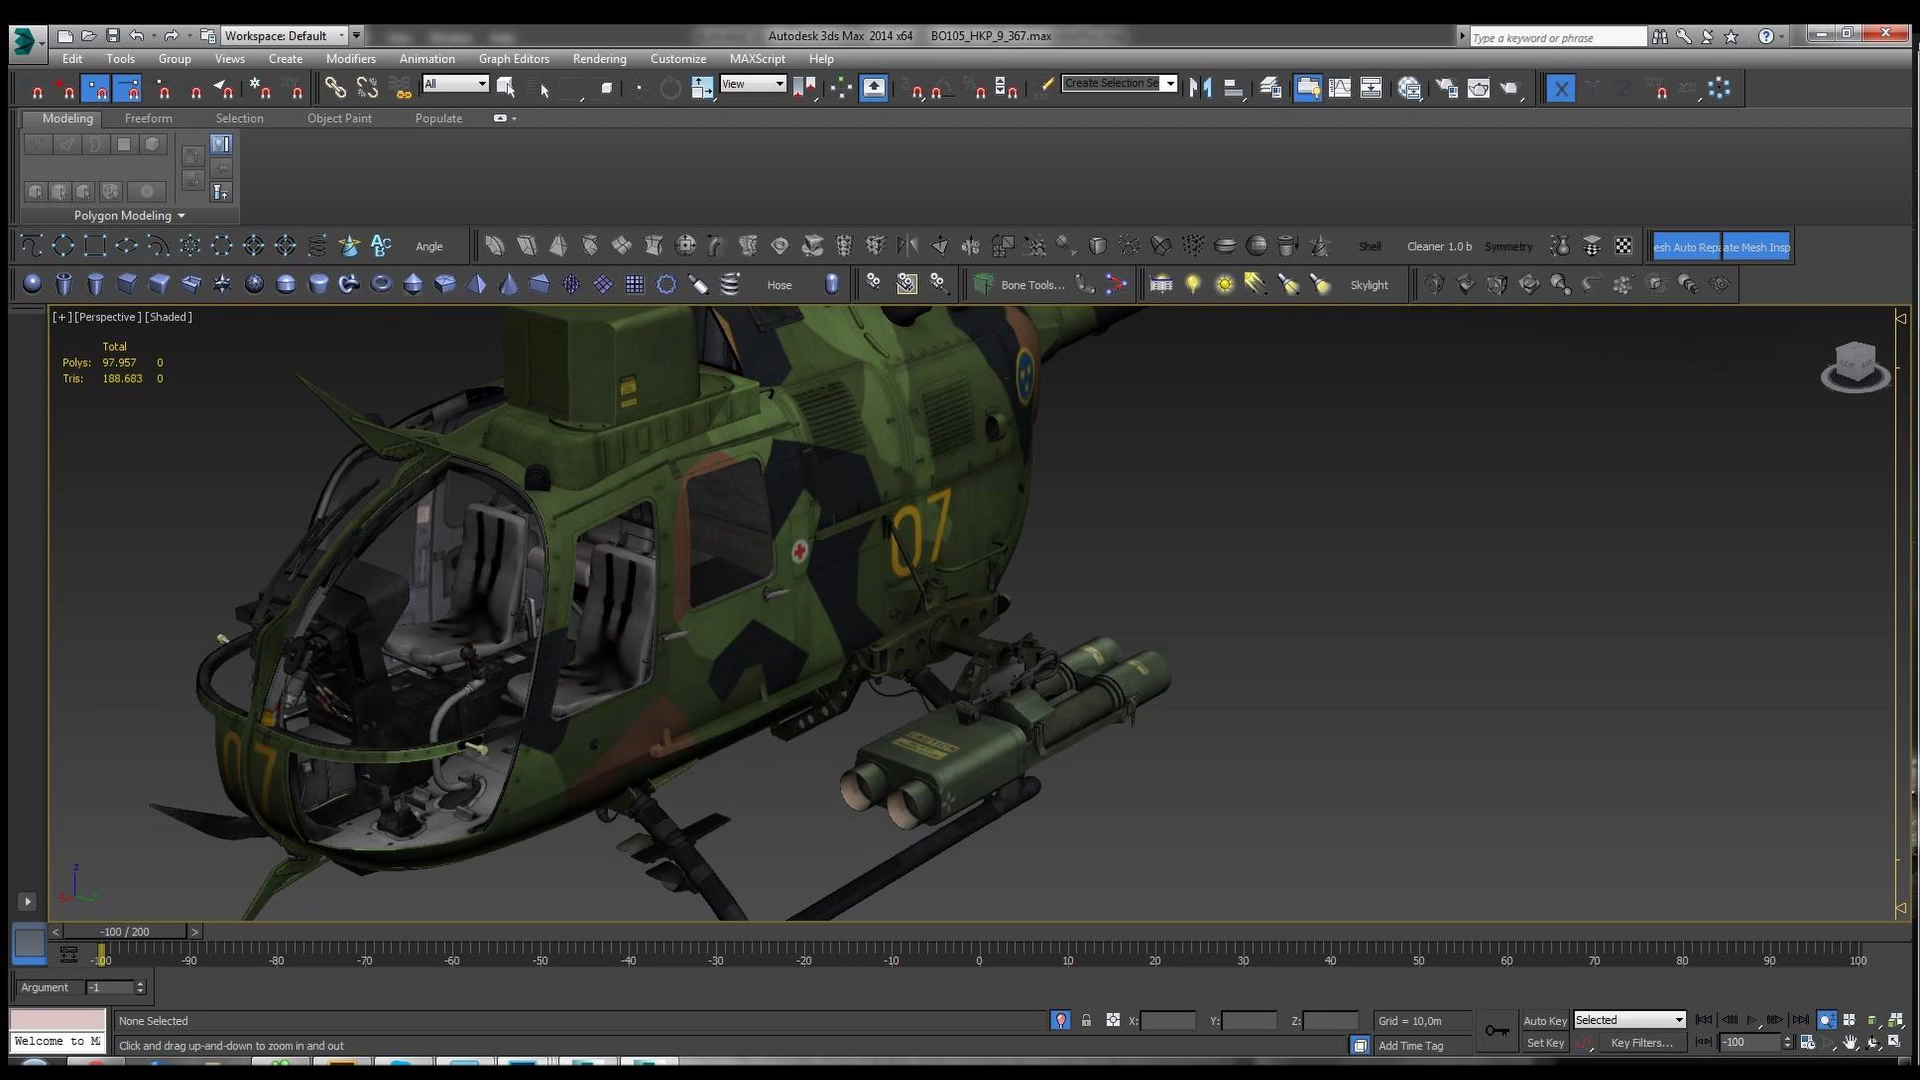 Workspace: Default
Autodesk 3ds Max 2014 x64 BO105_HKP_9_367.max
Type a keyword or phrase
Edit Tools Group Views Create Modifiers Animation Graph Editors Rendering Customize MAXScript Help
All
View
Create Selection Se
X
Modeling Freeform Selection Object Paint Populate
Polygon Modeling
Angle
Shell Cleaner 1.0 b Symmetry
esh Auto Repa
ate Mesh Insp
Hose
Bone Tools...
Skylight
[+][Perspective][Shaded]
Total
Polys: 97.957 0
Tris: 188.683 0
07
07
-100 / 200
-100 -90 -80 -70 -60 -50 -40 -30 -20 -10 0 10 20 30 40 50 60 70 80 90 100
Argument -1
None Selected
X: Y: Z: Grid = 10,0m
Auto Key Selected
Welcome to M
Click and drag up-and-down to zoom in and out
Add Time Tag
Set Key Key Filters... -100